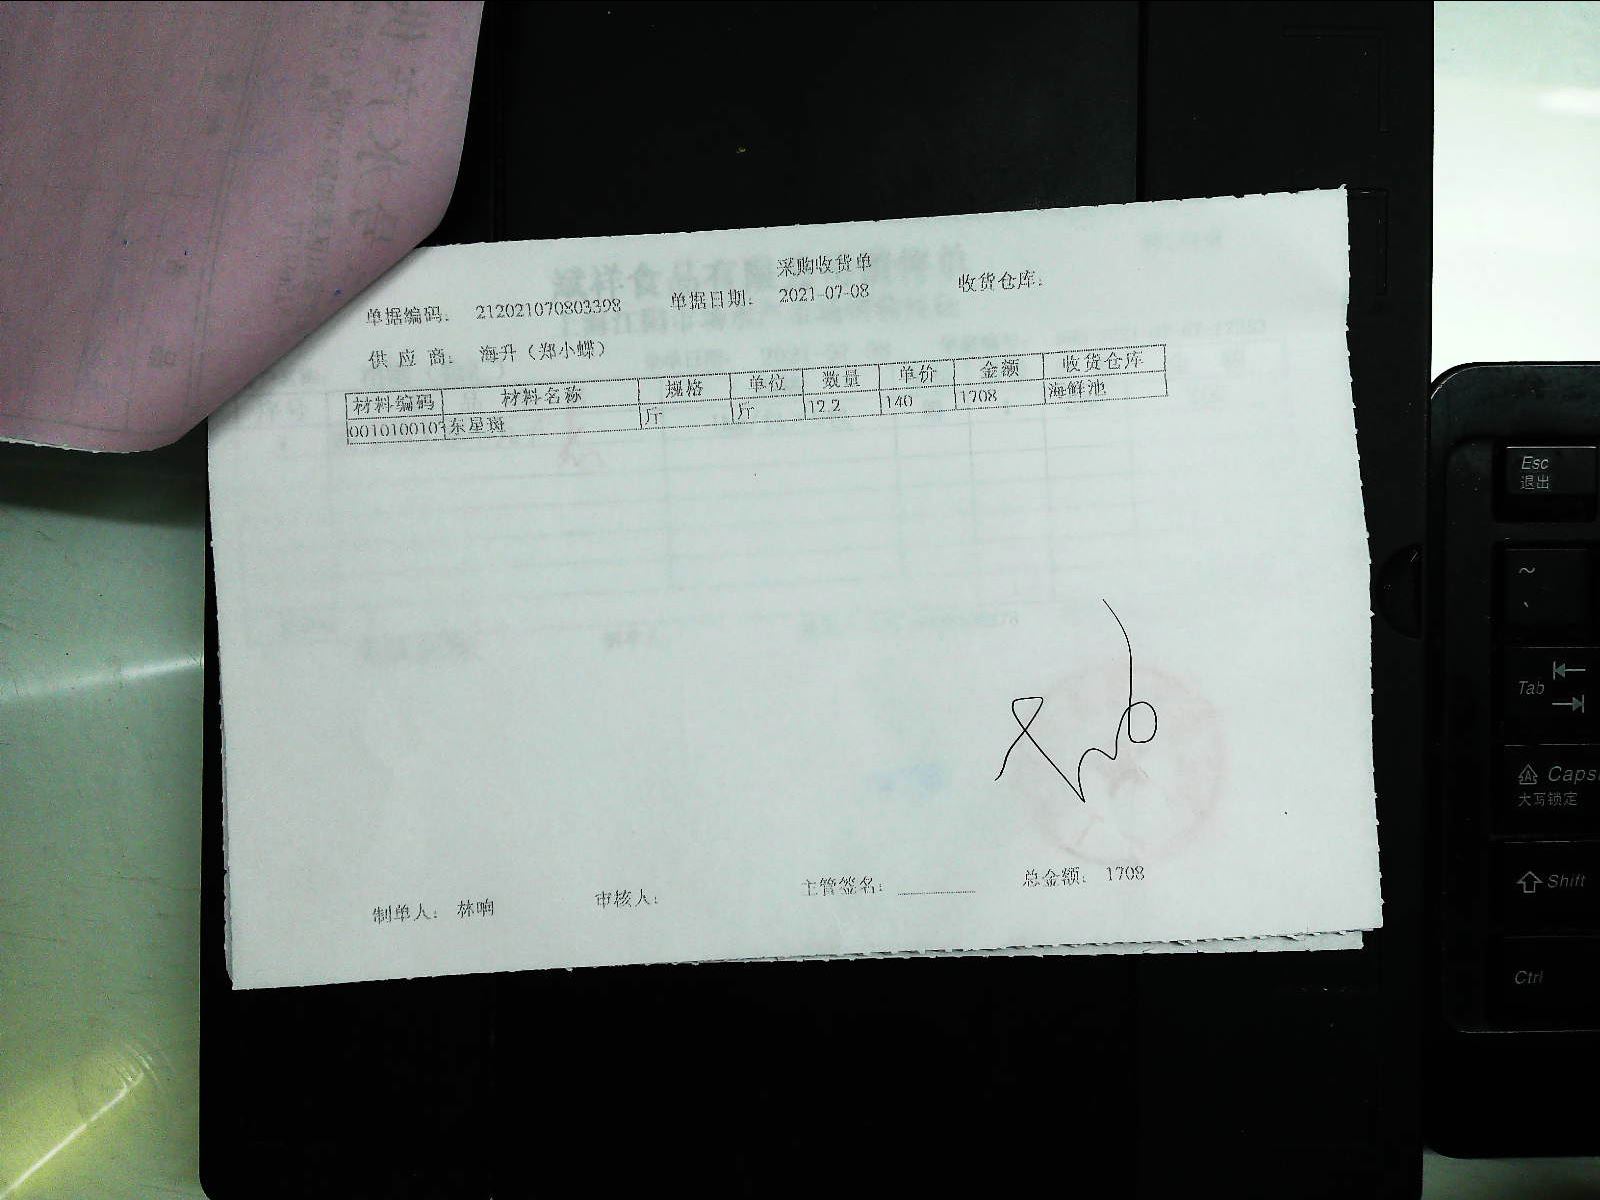 采购收货单
单据编码： 212021070803398 单据日期： 2021-07-08 收货仓库：
供 应 商： 海升（郑小蝶）
材料编码 材料名称 规格 单位 数量 单价 金额 收货仓库
001010010 东星斑 斤 斤 12.2 140 1708 海鲜池
制单人： 林响 审核人： 主管签名： 总金额： 1708
Esc
退出
~
Tab
Caps
大写锁定
Shift
Ctrl